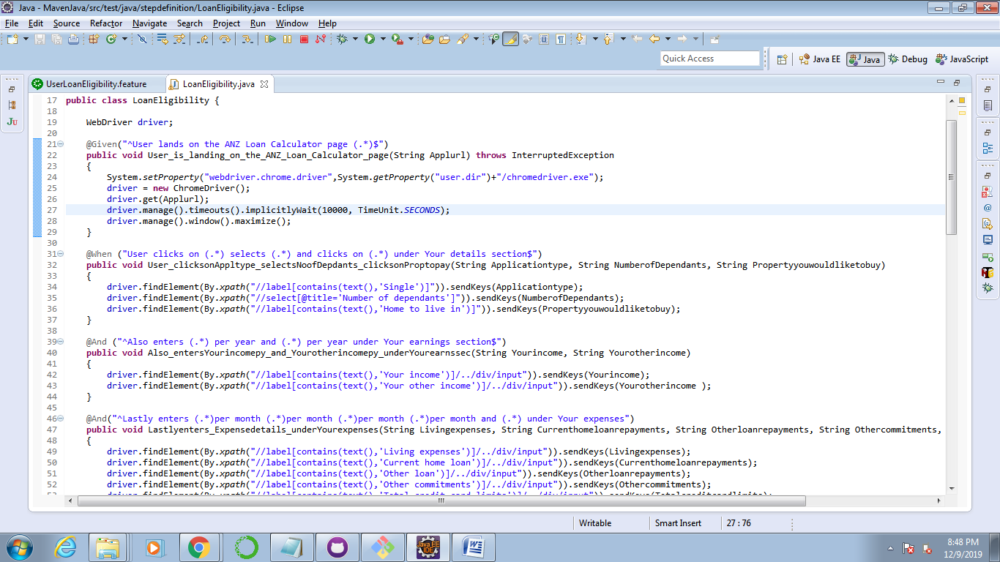 Java - MavenJava/src/test/java/stepdefinition/LoanEligibility.java - Eclipse
File Edit Source Refactor Navigate Search Project Run Window Help
Quick Access
Java EE Java Debug JavaScript
UserLoanEligibility.feature LoanEligibility.java
17 public class LoanEligibility {
18
19 WebDriver driver;
20
21 @Given("^User lands on the ANZ Loan Calculator page (.*)$")
22 public void User_is_landing_on_the_ANZ_Loan_Calculator_page(String Applurl) throws InterruptedException
23 {
24 System.setProperty("webdriver.chrome.driver",System.getProperty("user.dir")+"/chromedriver.exe");
25 driver = new ChromeDriver();
26 driver.get(Applurl);
27 driver.manage().timeouts().implicitlyWait(10000, TimeUnit.SECONDS);
28 driver.manage().window().maximize();
29 }
30
31 @When ("User clicks on (.*) selects (.*) and clicks on (.*) under Your details section$")
32 public void User_clicksonAppltype_selectsNoofDepdants_clicksonProptopay(String Applicationtype, String NumberofDependants, String Propertyyouwouldliketobuy)
33 {
34 driver.findElement(By.xpath("//label[contains(text(),'Single')]")).sendKeys(Applicationtype);
35 driver.findElement(By.xpath("//select[@title='Number of dependants']")).sendKeys(NumberofDependants);
36 driver.findElement(By.xpath("//label[contains(text(),'Home to live in')]")).sendKeys(Propertyyouwouldliketobuy);
37 }
38
39 @And ("^Also enters (.*) per year and (.*) per year under Your earnings section$")
40 public void Also_entersYourincomepy_and_Yourotherincomepy_underYourearnssec(String Yourincome, String Yourotherincome)
41 {
42 driver.findElement(By.xpath("//label[contains(text(),'Your income')]/../div/input")).sendKeys(Yourincome);
43 driver.findElement(By.xpath("//label[contains(text(),'Your other income')]/../div/input")).sendKeys(Yourotherincome );
44 }
45
46 @And("^Lastly enters (.*)per month (.*)per month (.*)per month (.*)per month and (.*) under Your expenses")
47 public void Lastlyenters_Expensedetails_underYourexpenses(String Livingexpenses, String Currenthomeloanrepayments, String Otherloanrepayments, String Othercommitments,
48 {
49 driver.findElement(By.xpath("//label[contains(text(),'Living expenses')]/../div/input")).sendKeys(Livingexpenses);
50 driver.findElement(By.xpath("//label[contains(text(),'Current home loan')]/../div/input")).sendKeys(Currenthomeloanrepayments);
51 driver.findElement(By.xpath("//label[contains(text(),'Other loan')]/../div/input")).sendKeys(Otherloanrepayments);
52 driver.findElement(By.xpath("//label[contains(text(),'Other commitments')]/../div/input")).sendKeys(Othercommitments);
Writable Smart Insert 27 : 76
8:48 PM
12/9/2019